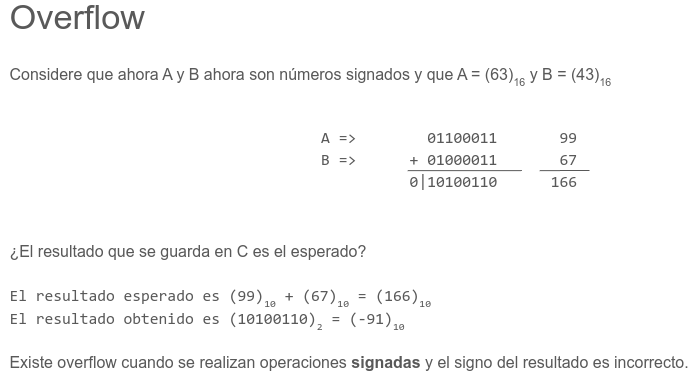 Overflow
Considere que ahora A y B ahora son números signados y que A = (63)₁₆ y B = (43)₁₆
A => 01100011 99
B => + 01000011 67
0|10100110 166
¿El resultado que se guarda en C es el esperado?
El resultado esperado es (99)₁₀ + (67)₁₀ = (166)₁₀
El resultado obtenido es (10100110)₂ = (-91)₁₀
Existe overflow cuando se realizan operaciones signadas y el signo del resultado es incorrecto.